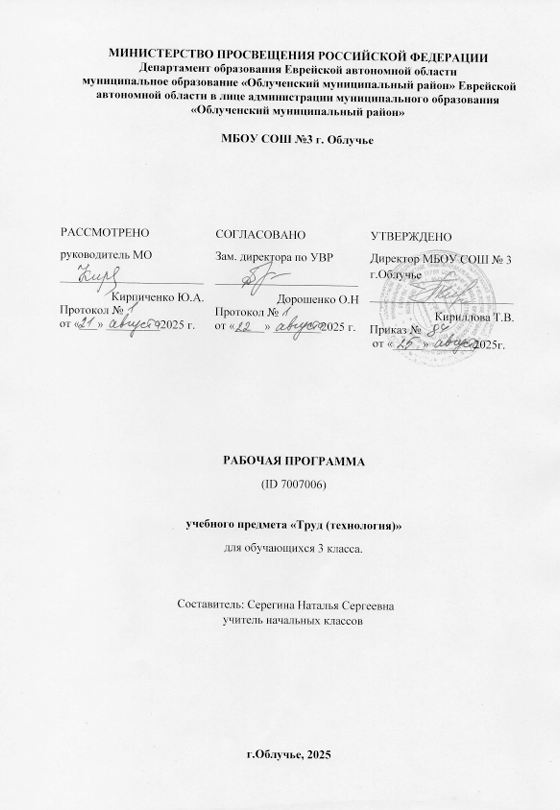 МИНИСТЕРСТВО ПРОСВЕЩЕНИЯ РОССИЙСКОЙ ФЕДЕРАЦИИ
Департамент образования Еврейской автономной области
муниципальное образование «Облученский муниципальный район» Еврейской
автономной области в лице администрации муниципального образования
«Облученский муниципальный район»
МБОУ СОШ №3 г. Облучье
РАССМОТРЕНО
руководитель МО
Кирпиченко Ю.А.
Протокол № 1
от «21» августа 2025 г.
СОГЛАСОВАНО
Зам. директора по УВР
Дорошенко О.Н
Протокол № 1
от «22» августа 2025 г.
УТВЕРЖДЕНО
Директор МБОУ СОШ № 3
г.Облучье
Кириллова Т.В.
Приказ № 84
от « 25 » августа 2025г.
РАБОЧАЯ ПРОГРАММА
(ID 7007006)
учебного предмета «Труд (технология)»
для обучающихся 3 класса.
Составитель: Серегина Наталья Сергеевна
учитель начальных классов
г.Облучье, 2025